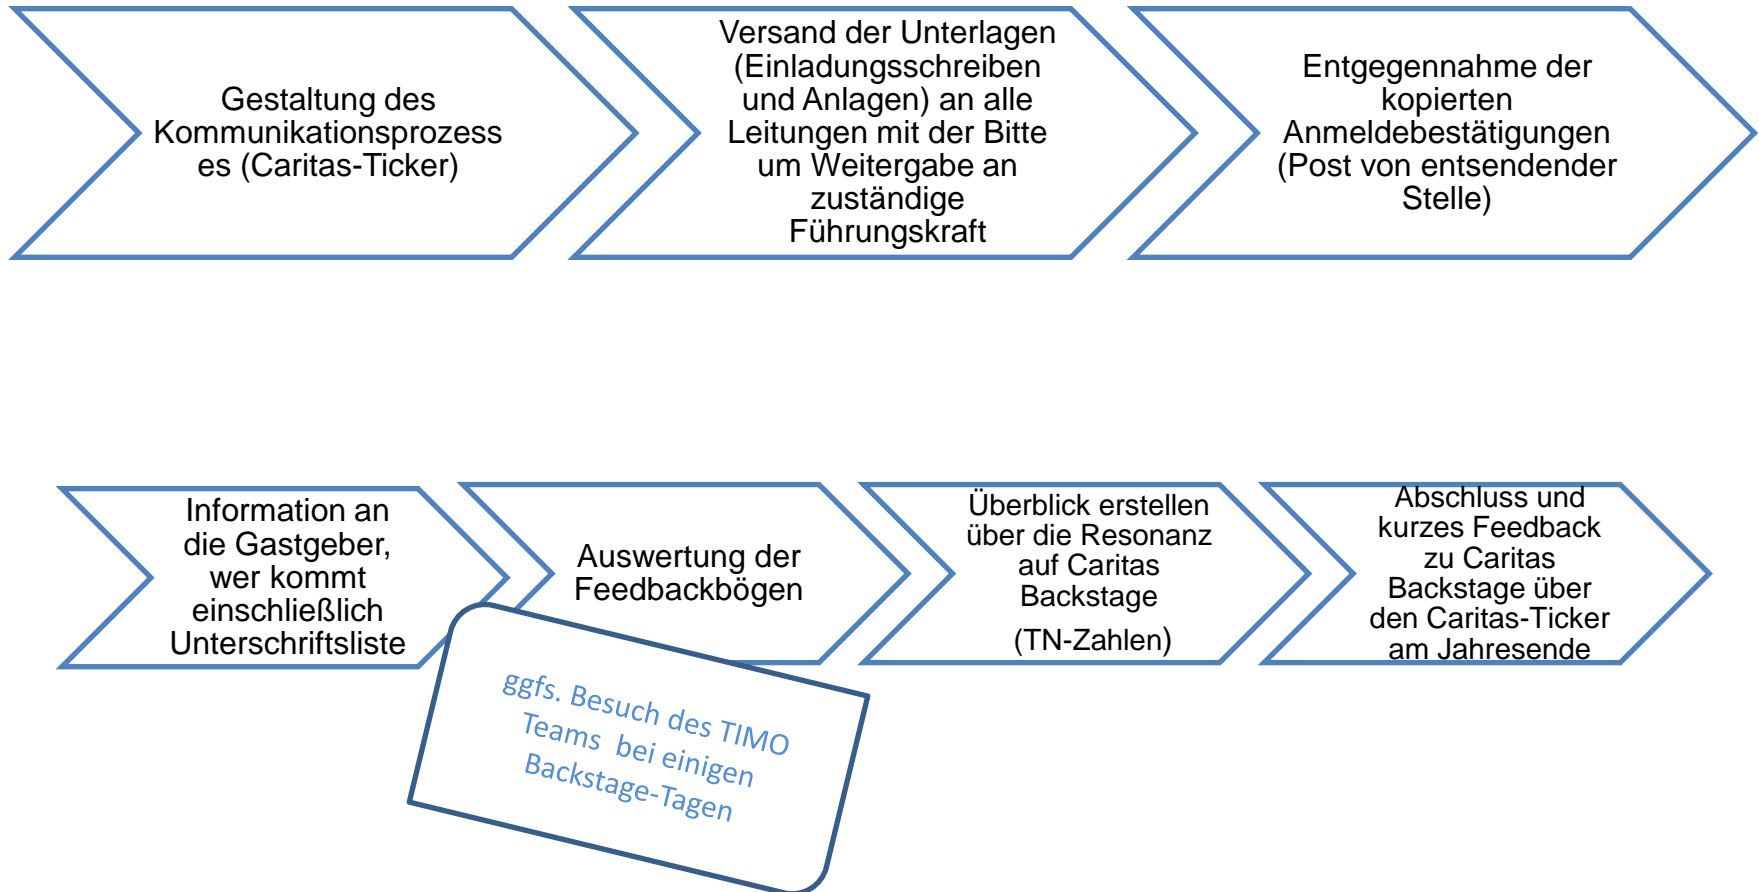 Gestaltung des
Kommunikationsprozess
es (Caritas-Ticker)
Versand der Unterlagen
(Einladungsschreiben
und Anlagen) an alle
Leitungen mit der Bitte
um Weitergabe an
zuständige
Führungskraft
Entgegennahme der
kopierten
Anmeldebestätigungen
(Post von entsendender
Stelle)
Information an
die Gastgeber,
wer kommt
einschließlich
Unterschriftsliste
Auswertung der
Feedbackbögen
Überblick erstellen
über die Resonanz
auf Caritas
Backstage
(TN-Zahlen)
Abschluss und
kurzes Feedback
zu Caritas
Backstage über
den Caritas-Ticker
am Jahresende
ggfs. Besuch des TIMO
Teams  bei einigen
Backstage-Tagen